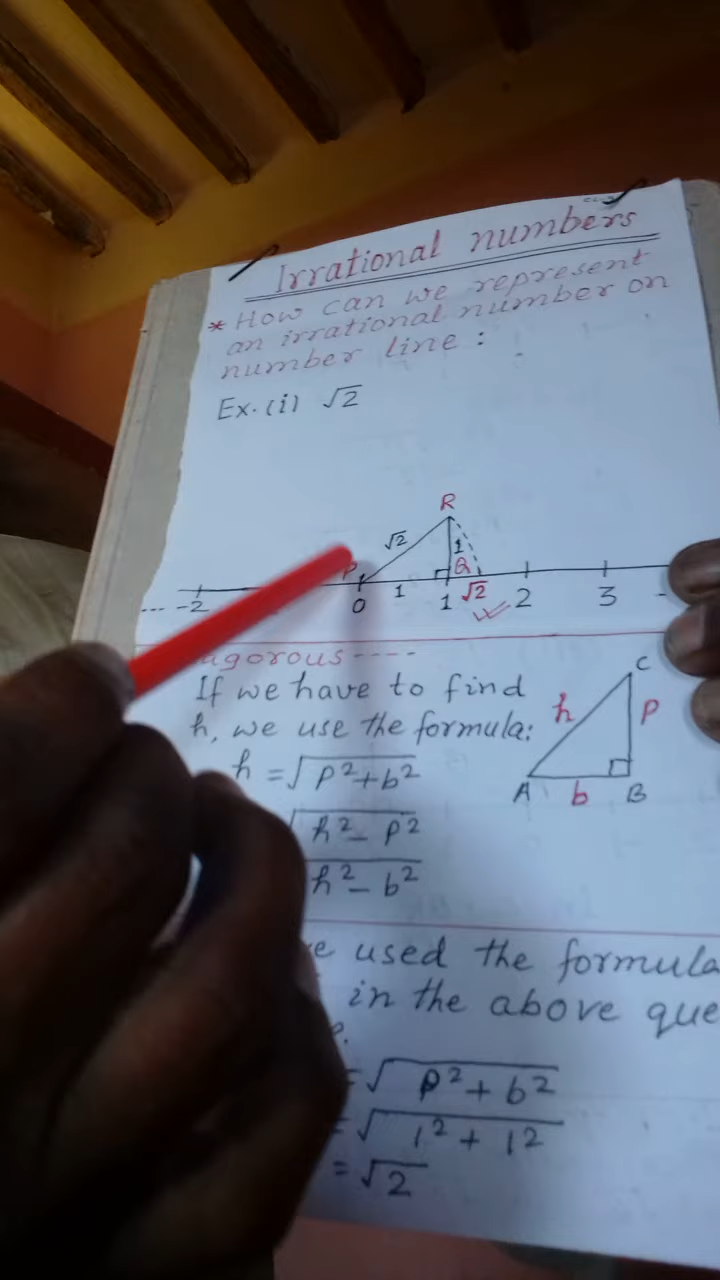 Irrational numbers
* How can we represent
an irrational number on
number line :
Ex. (i) √2
R
√2
1
P
Q
--- -2
0
1
1
√2
2
3
agorous ----
If we have to find
h, we use the formula:
h = √p²+b²
√h² - p²
h² - b²
C
h
p
A
b
B
used the formula
in the above que
= √p² + b²
= √1² + 1²
= √2